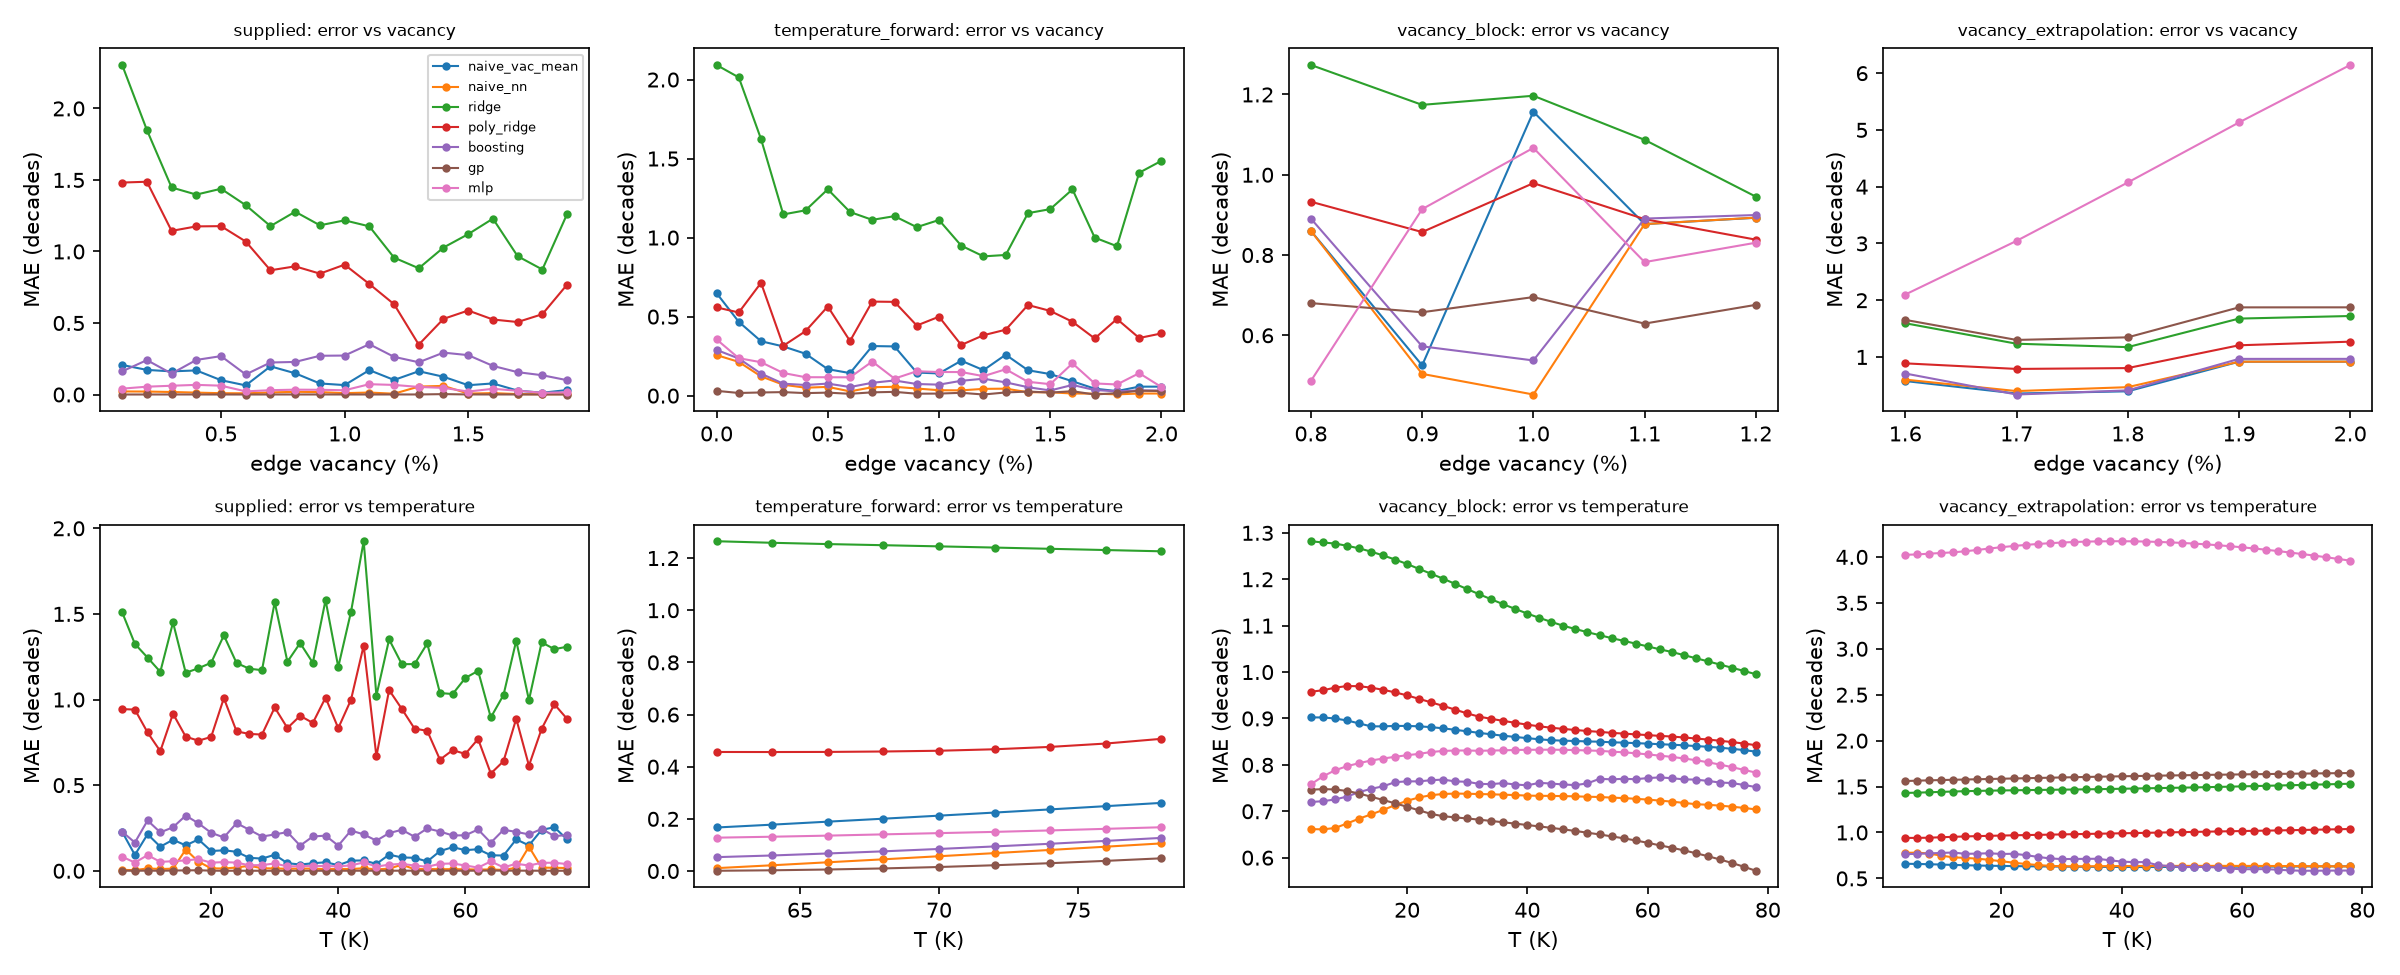 supplied: error vs vacancy
MAE (decades)
2.0
1.5
1.0
0.5
0.0
0.5
1.0
1.5
edge vacancy (%)
naive_vac_mean
naive_nn
ridge
poly_ridge
boosting
gp
mlp
temperature_forward: error vs vacancy
MAE (decades)
2.0
1.5
1.0
0.5
0.0
0.0
0.5
1.0
1.5
2.0
edge vacancy (%)
vacancy_block: error vs vacancy
MAE (decades)
1.2
1.0
0.8
0.6
0.8
0.9
1.0
1.1
1.2
edge vacancy (%)
vacancy_extrapolation: error vs vacancy
MAE (decades)
6
5
4
3
2
1
1.6
1.7
1.8
1.9
2.0
edge vacancy (%)
supplied: error vs temperature
MAE (decades)
2.0
1.5
1.0
0.5
0.0
20
40
60
T (K)
temperature_forward: error vs temperature
MAE (decades)
1.2
1.0
0.8
0.6
0.4
0.2
0.0
65
70
75
T (K)
vacancy_block: error vs temperature
MAE (decades)
1.3
1.2
1.1
1.0
0.9
0.8
0.7
0.6
20
40
60
80
T (K)
vacancy_extrapolation: error vs temperature
MAE (decades)
4.0
3.5
3.0
2.5
2.0
1.5
1.0
0.5
20
40
60
80
T (K)